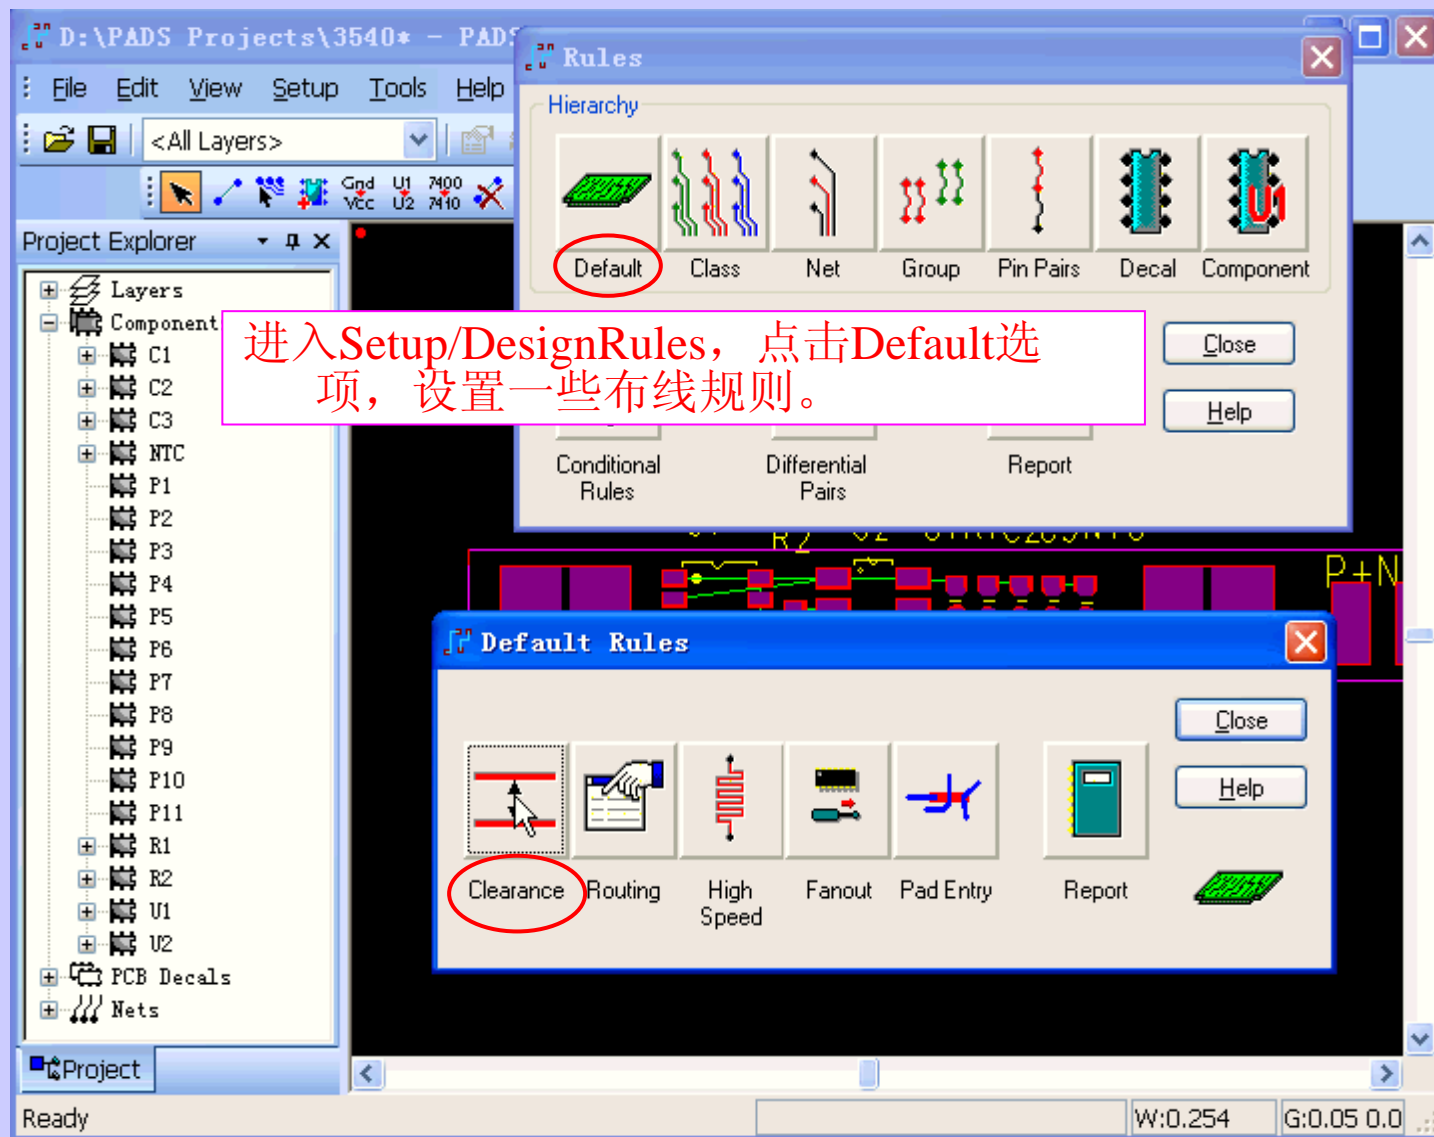 D:\PADS Projects\3540* - PADS
File Edit View Setup Tools Help
<All Layers>
Gnd Vcc U1 U2 7400 7410
Project Explorer
Layers
Component
C1
C2
C3
NTC
P1
P2
P3
P4
P5
P6
P7
P8
P9
P10
P11
R1
R2
U1
U2
PCB Decals
Nets
Project
Ready
W:0.254
G:0.05 0.0
Rules
Hierarchy
Default Class Net Group Pin Pairs Decal Component
U1
进入Setup/DesignRules，点击Default选
项，设置一些布线规则。
Close
Help
Conditional Rules
Differential Pairs
Report
R2
P+N
Default Rules
Close
Help
Clearance Routing High Speed Fanout Pad Entry Report